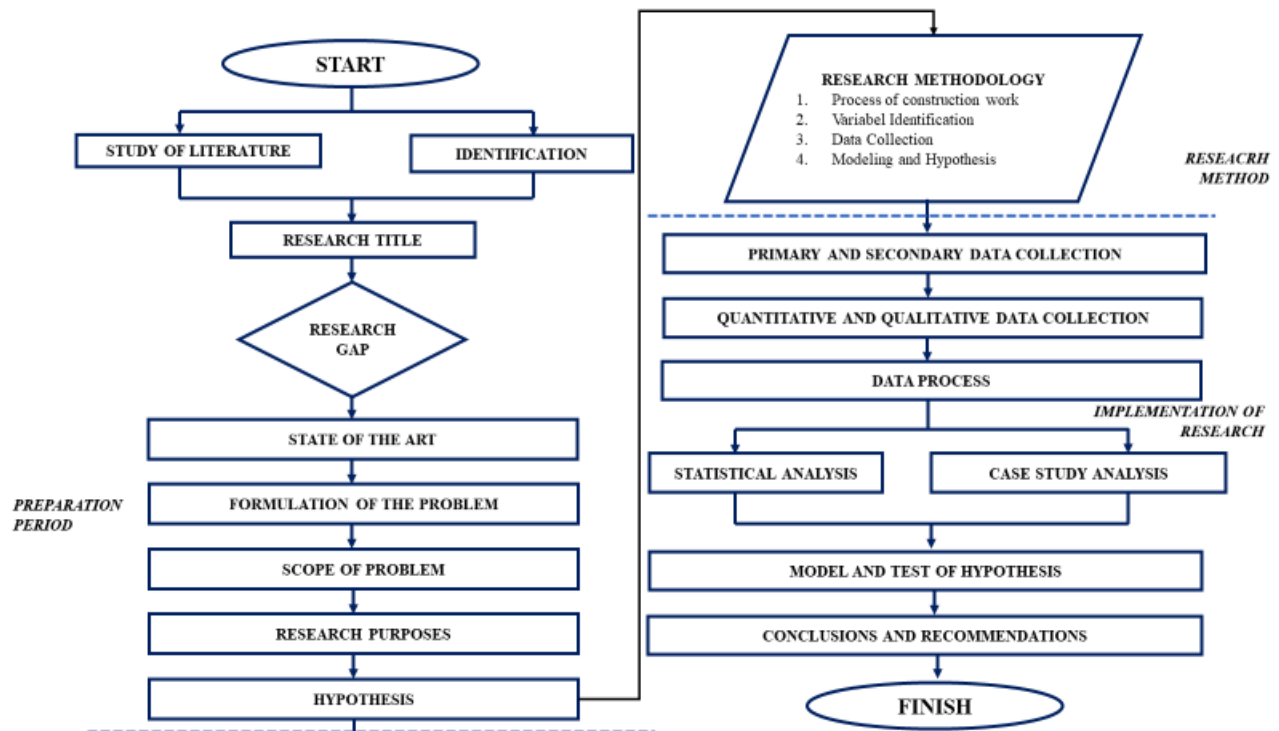 START
STUDY OF LITERATURE
IDENTIFICATION
RESEARCH TITLE
RESEARCH
GAP
STATE OF THE ART
FORMULATION OF THE PROBLEM
PREPARATION
PERIOD
SCOPE OF PROBLEM
RESEARCH PURPOSES
HYPOTHESIS
RESEARCH METHODOLOGY
1. Process of construction work
2. Variabel Identification
3. Data Collection
4. Modeling and Hypothesis
RESEACRH
METHOD
PRIMARY AND SECONDARY DATA COLLECTION
QUANTITATIVE AND QUALITATIVE DATA COLLECTION
DATA PROCESS
IMPLEMENTATION OF
RESEARCH
STATISTICAL ANALYSIS
CASE STUDY ANALYSIS
MODEL AND TEST OF HYPOTHESIS
CONCLUSIONS AND RECOMMENDATIONS
FINISH